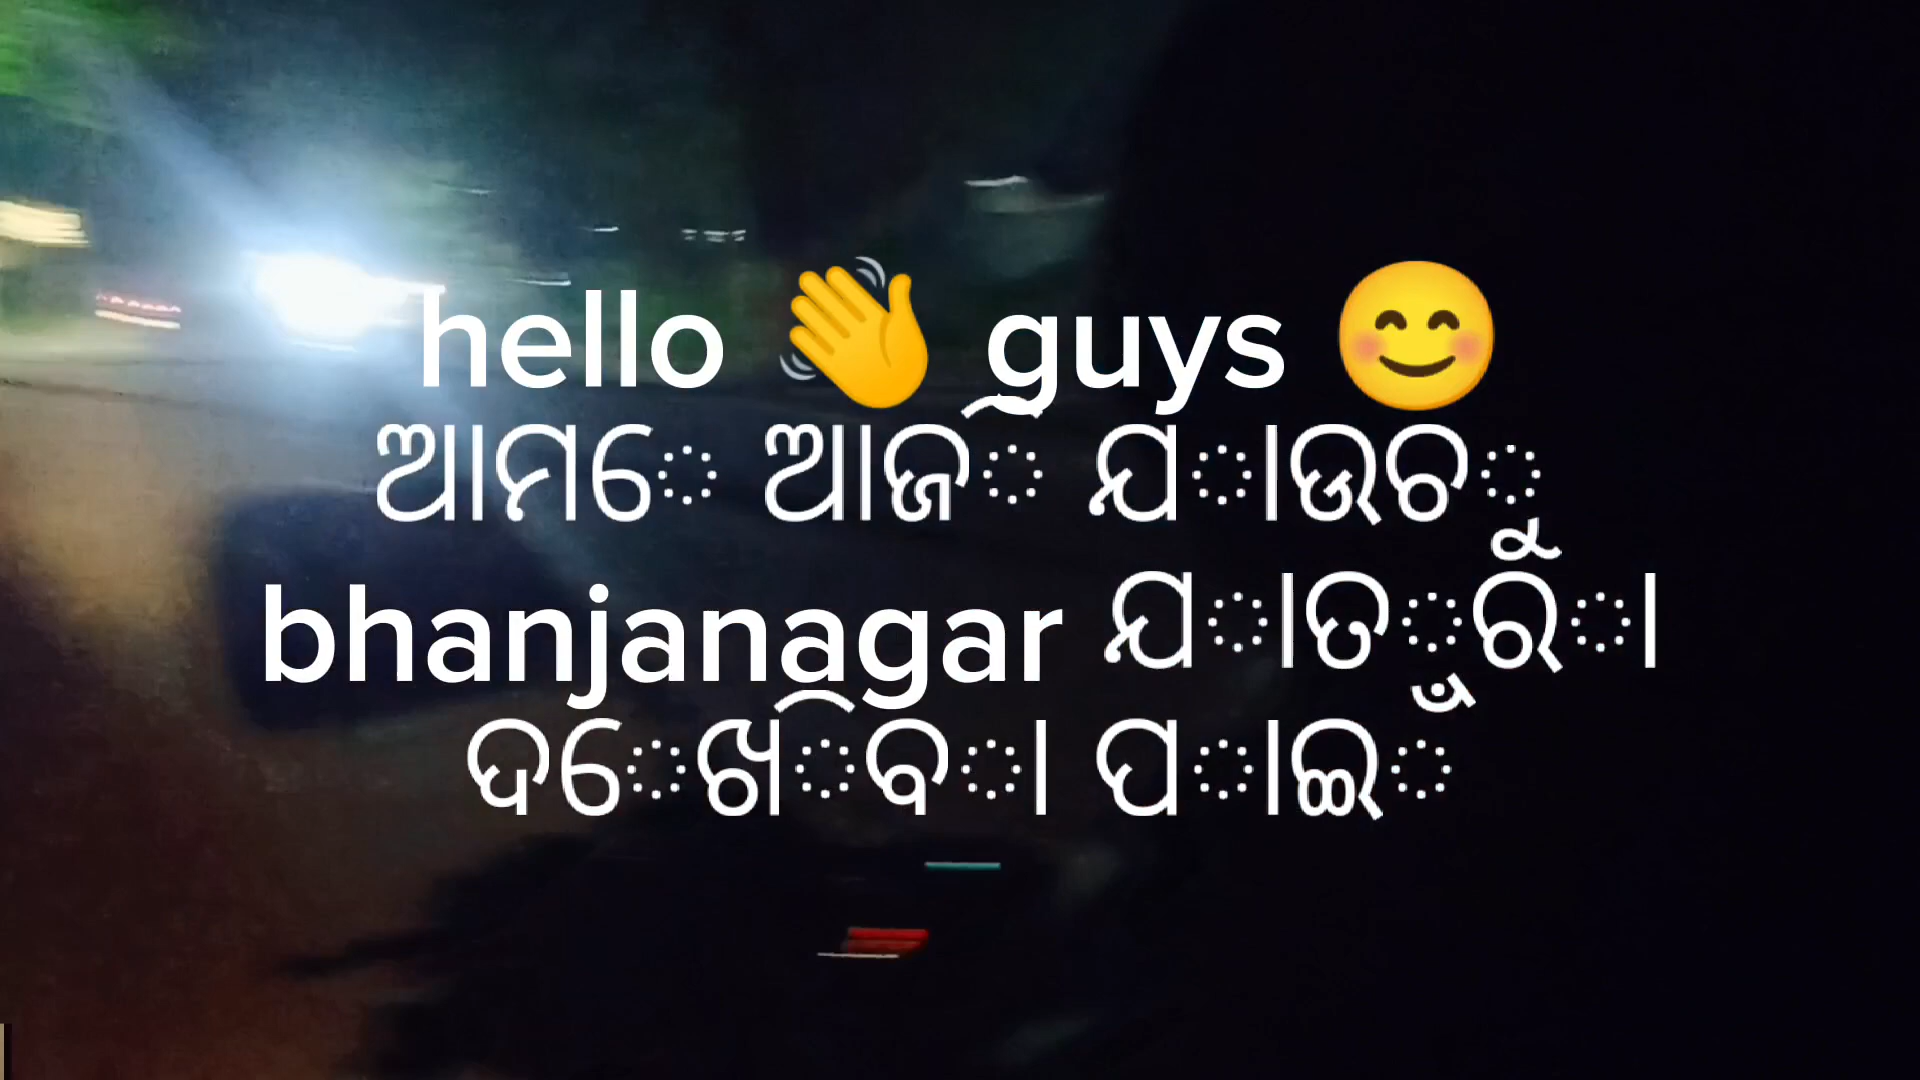 hello 👋 guys 😊
ଆମେ ଆଜି ଯାଉଚୁ
bhanjanagar ଯାତ୍ରା
ଦେଖିବା ପାଇଁ